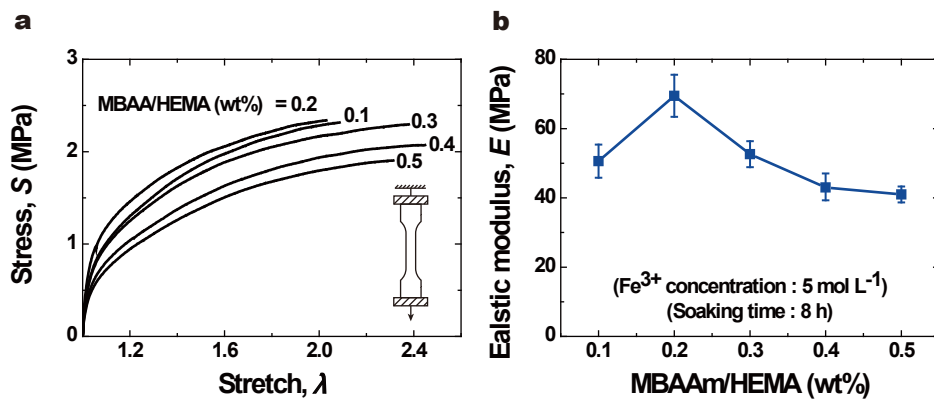 a
Stress, S (MPa)
3
2
1
0
MBAA/HEMA (wt%) = 0.2
0.1
0.3
0.4
0.5
1.2 1.6 2.0 2.4
Stretch, λ
b
Ealstic modulus, E (MPa)
80
60
40
20
0
(Fe³⁺ concentration : 5 mol L⁻¹)
(Soaking time : 8 h)
0.1 0.2 0.3 0.4 0.5
MBAAm/HEMA (wt%)